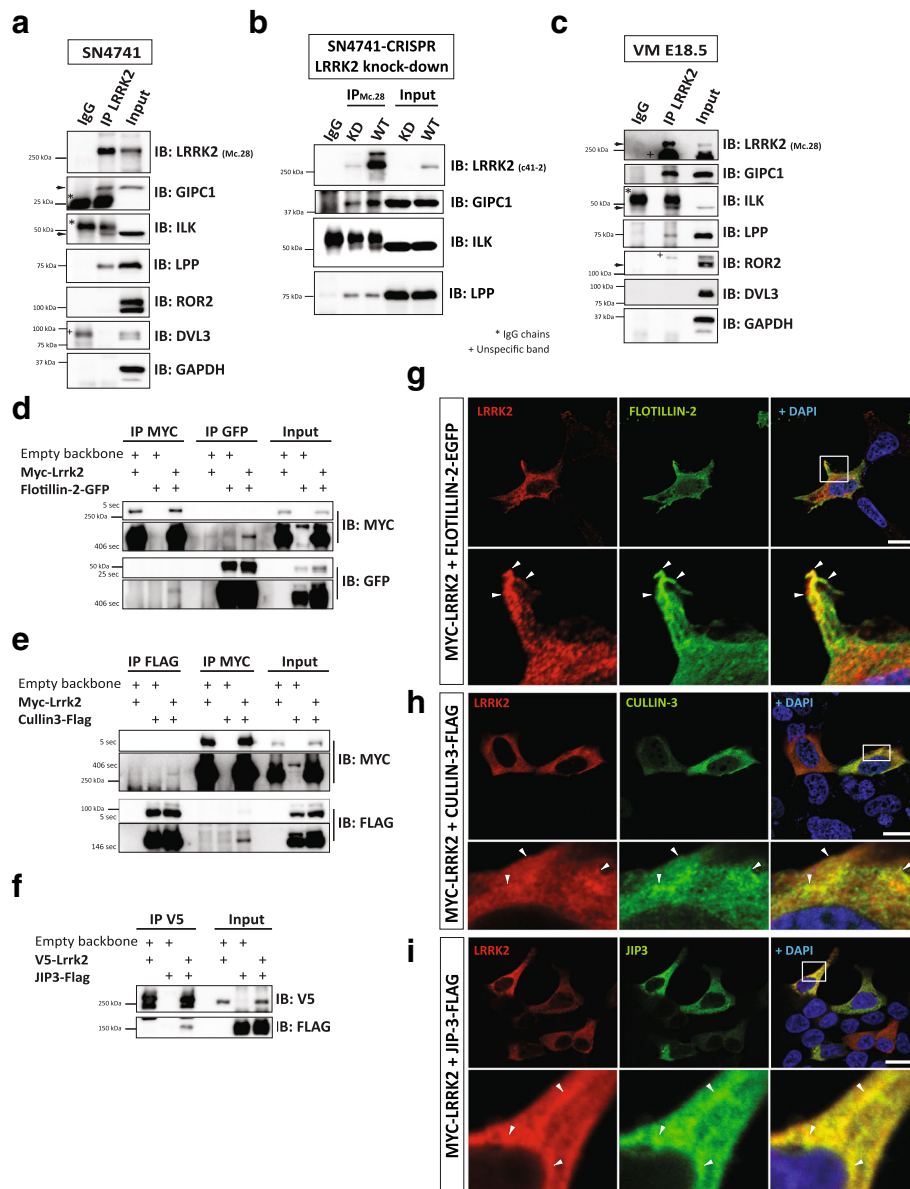 a
SN4741
IgG
IP LRRK2
Input
250 kDa
IB: LRRK2 (Mc.28)
*
25 kDa
IB: GIPC1
*
50 kDa
IB: ILK
75 kDa
IB: LPP
100 kDa
IB: ROR2
100 kDa
+
75 kDa
IB: DVL3
37 kDa
IB: GAPDH
b
SN4741-CRISPR
LRRK2 knock-down
IPMc.28 Input
IgG
KD
WT
KD
WT
250 kDa
IB: LRRK2 (c41-2)
37 kDa
IB: GIPC1
50 kDa
IB: ILK
75 kDa
IB: LPP
* IgG chains
+ Unspecific band
c
VM E18.5
IgG
IP LRRK2
Input
250 kDa
+
IB: LRRK2 (Mc.28)
IB: GIPC1
*
50 kDa
IB: ILK
75 kDa
IB: LPP
+
100 kDa
IB: ROR2
100 kDa
75 kDa
IB: DVL3
37 kDa
IB: GAPDH
d
IP MYC IP GFP Input
Empty backbone + + + + + +
Myc-Lrrk2 + + + + + +
Flotillin-2-GFP + + + + + +
5 sec
250 kDa
406 sec
IB: MYC
50 kDa
25 sec
406 sec
IB: GFP
e
IP FLAG IP MYC Input
Empty backbone + + + + + +
Myc-Lrrk2 + + + + + +
Cullin3-Flag + + + + + +
5 sec
406 sec
250 kDa
IB: MYC
100 kDa
5 sec
146 sec
IB: FLAG
f
IP V5 Input
Empty backbone + + + +
V5-Lrrk2 + + + +
JIP3-Flag + + + +
250 kDa
IB: V5
150 kDa
IB: FLAG
g
MYC-LRRK2 + FLOTILLIN-2-EGFP
LRRK2
FLOTILLIN-2
+ DAPI
h
MYC-LRRK2 + CULLIN-3-FLAG
LRRK2
CULLIN-3
+ DAPI
i
MYC-LRRK2 + JIP-3-FLAG
LRRK2
JIP3
+ DAPI